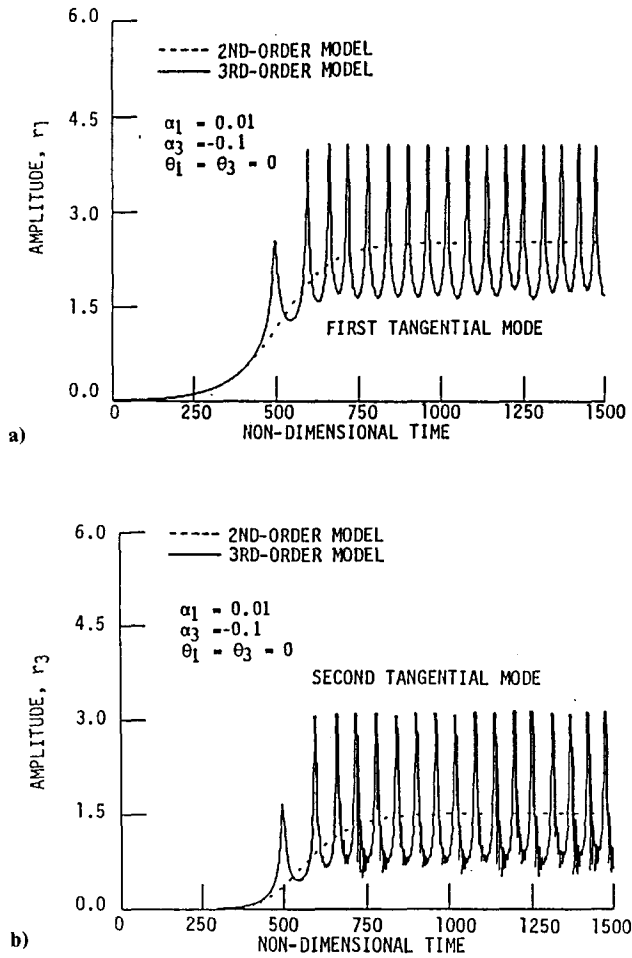 6.0
2ND-ORDER MODEL
3RD-ORDER MODEL
α1 = 0.01
α3 =-0.1
θ1 = θ3 = 0
4.5
AMPLITUDE, r1
3.0
1.5
FIRST TANGENTIAL MODE
0.0
0 250 500 750 1000 1250 1500
NON-DIMENSIONAL TIME
a)
6.0
2ND-ORDER MODEL
3RD-ORDER MODEL
α1 = 0.01
α3 =-0.1
θ1 = θ3 = 0
4.5
SECOND TANGENTIAL MODE
AMPLITUDE, r3
3.0
1.5
0.0
0 250 500 750 1000 1250 1500
NON-DIMENSIONAL TIME
b)